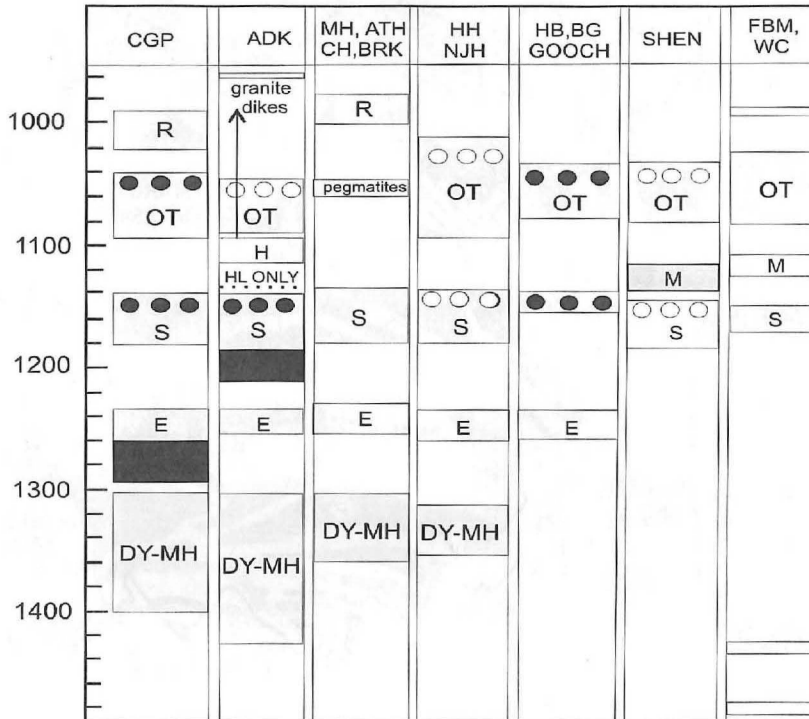 CGP
ADK
MH, ATH
CH,BRK
HH
NJH
HB,BG
GOOCH
SHEN
FBM,
WC
1000
1100
1200
1300
1400
R
OT
S
E
DY-MH
granite
dikes
OT
H
HL ONLY
S
E
DY-MH
R
pegmatites
S
E
DY-MH
OT
S
E
DY-MH
OT
E
OT
M
S
OT
M
S